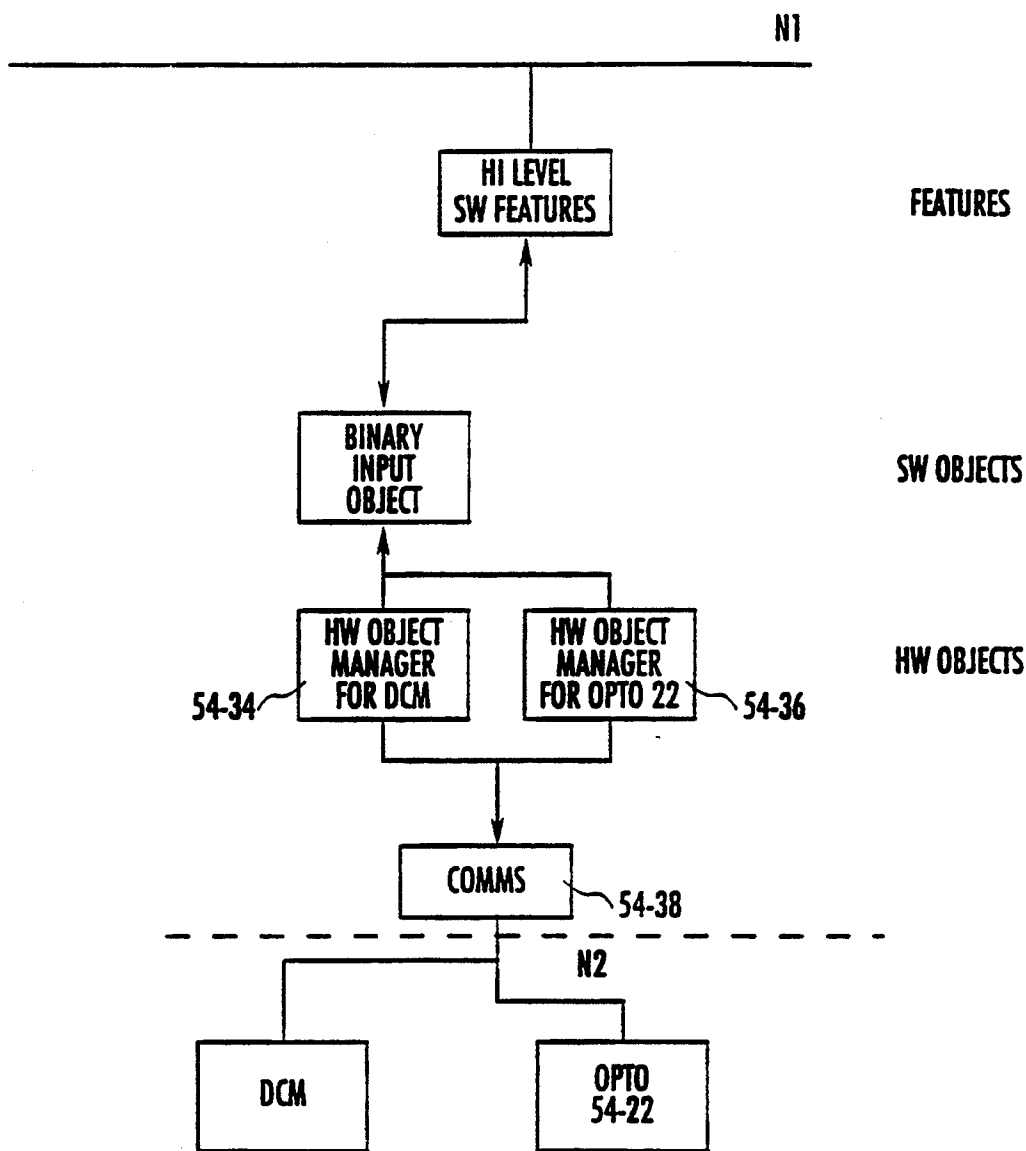 N1
HI LEVEL
SW FEATURES
FEATURES
BINARY
INPUT
OBJECT
SW OBJECTS
HW OBJECT
MANAGER
FOR DCM
HW OBJECT
MANAGER
FOR OPTO 22
HW OBJECTS
54-34
54-36
COMMS
54-38
N2
DCM
OPTO
54-22